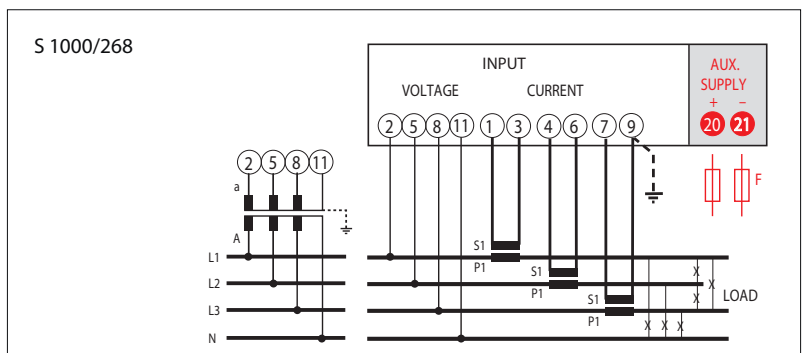 S 1000/268
INPUT
AUX.
SUPPLY
VOLTAGE CURRENT
+ −
2 5 8 11 1 3 4 6 7 9 20 21
2 5 8 11
a
F
A
S1
L1
P1
S1
L2
P1
X
X
X
LOAD
S1
X
L3
P1
X X X
N